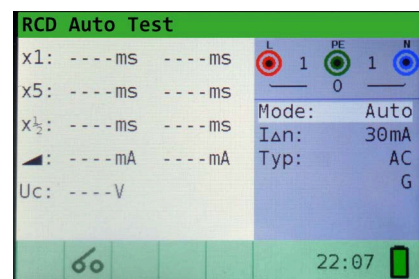 RCD Auto Test
x1: ----ms ----ms
x5: ----ms ----ms
x½: ----ms ----ms
◢: ----mA ----mA
Uc: ----V
L PE N
1 1
0
Mode: Auto
I∆n: 30mA
Typ: AC
G
22:07